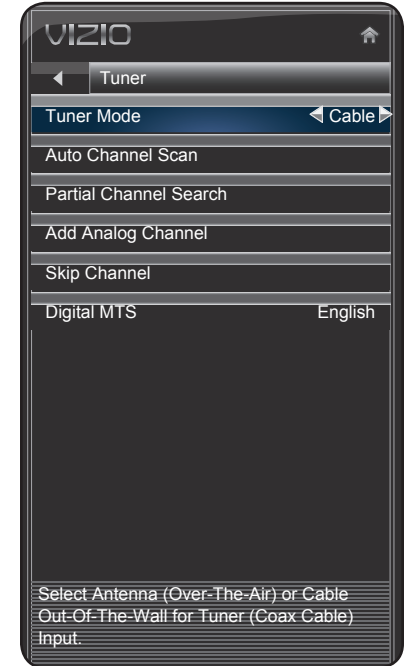 VIZIO
Tuner
Tuner Mode Cable
Auto Channel Scan
Partial Channel Search
Add Analog Channel
Skip Channel
Digital MTS English
Select Antenna (Over-The-Air) or Cable
Out-Of-The-Wall for Tuner (Coax Cable)
Input.